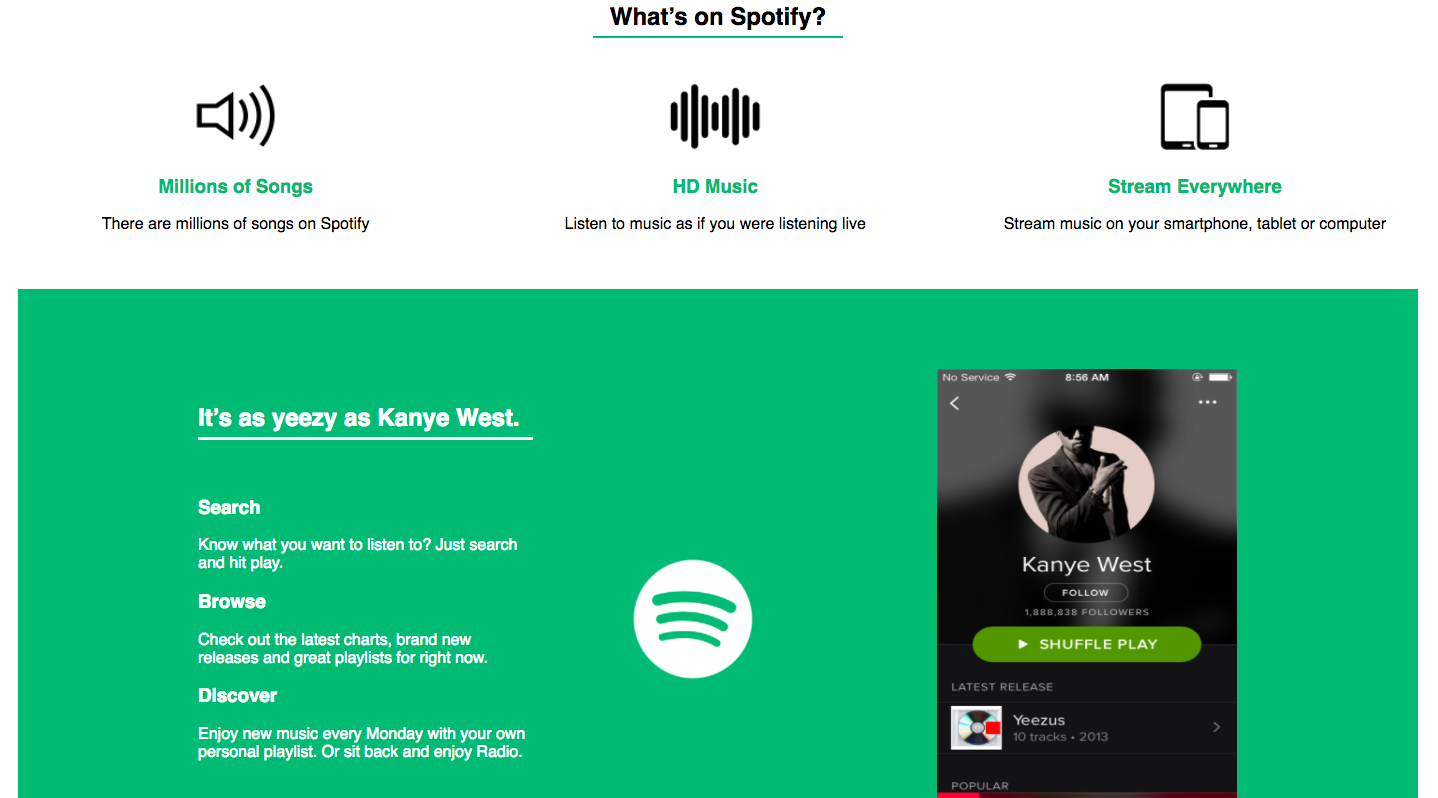 What’s on Spotify?
Millions of Songs
There are millions of songs on Spotify
HD Music
Listen to music as if you were listening live
Stream Everywhere
Stream music on your smartphone, tablet or computer
It’s as yeezy as Kanye West.
Search
Know what you want to listen to? Just search
and hit play.
Browse
Check out the latest charts, brand new
releases and great playlists for right now.
Discover
Enjoy new music every Monday with your own
personal playlist. Or sit back and enjoy Radio.
No Service 8:56 AM
Kanye West
FOLLOW
1,888,838 FOLLOWERS
SHUFFLE PLAY
LATEST RELEASE
Yeezus
10 tracks • 2013
POPULAR